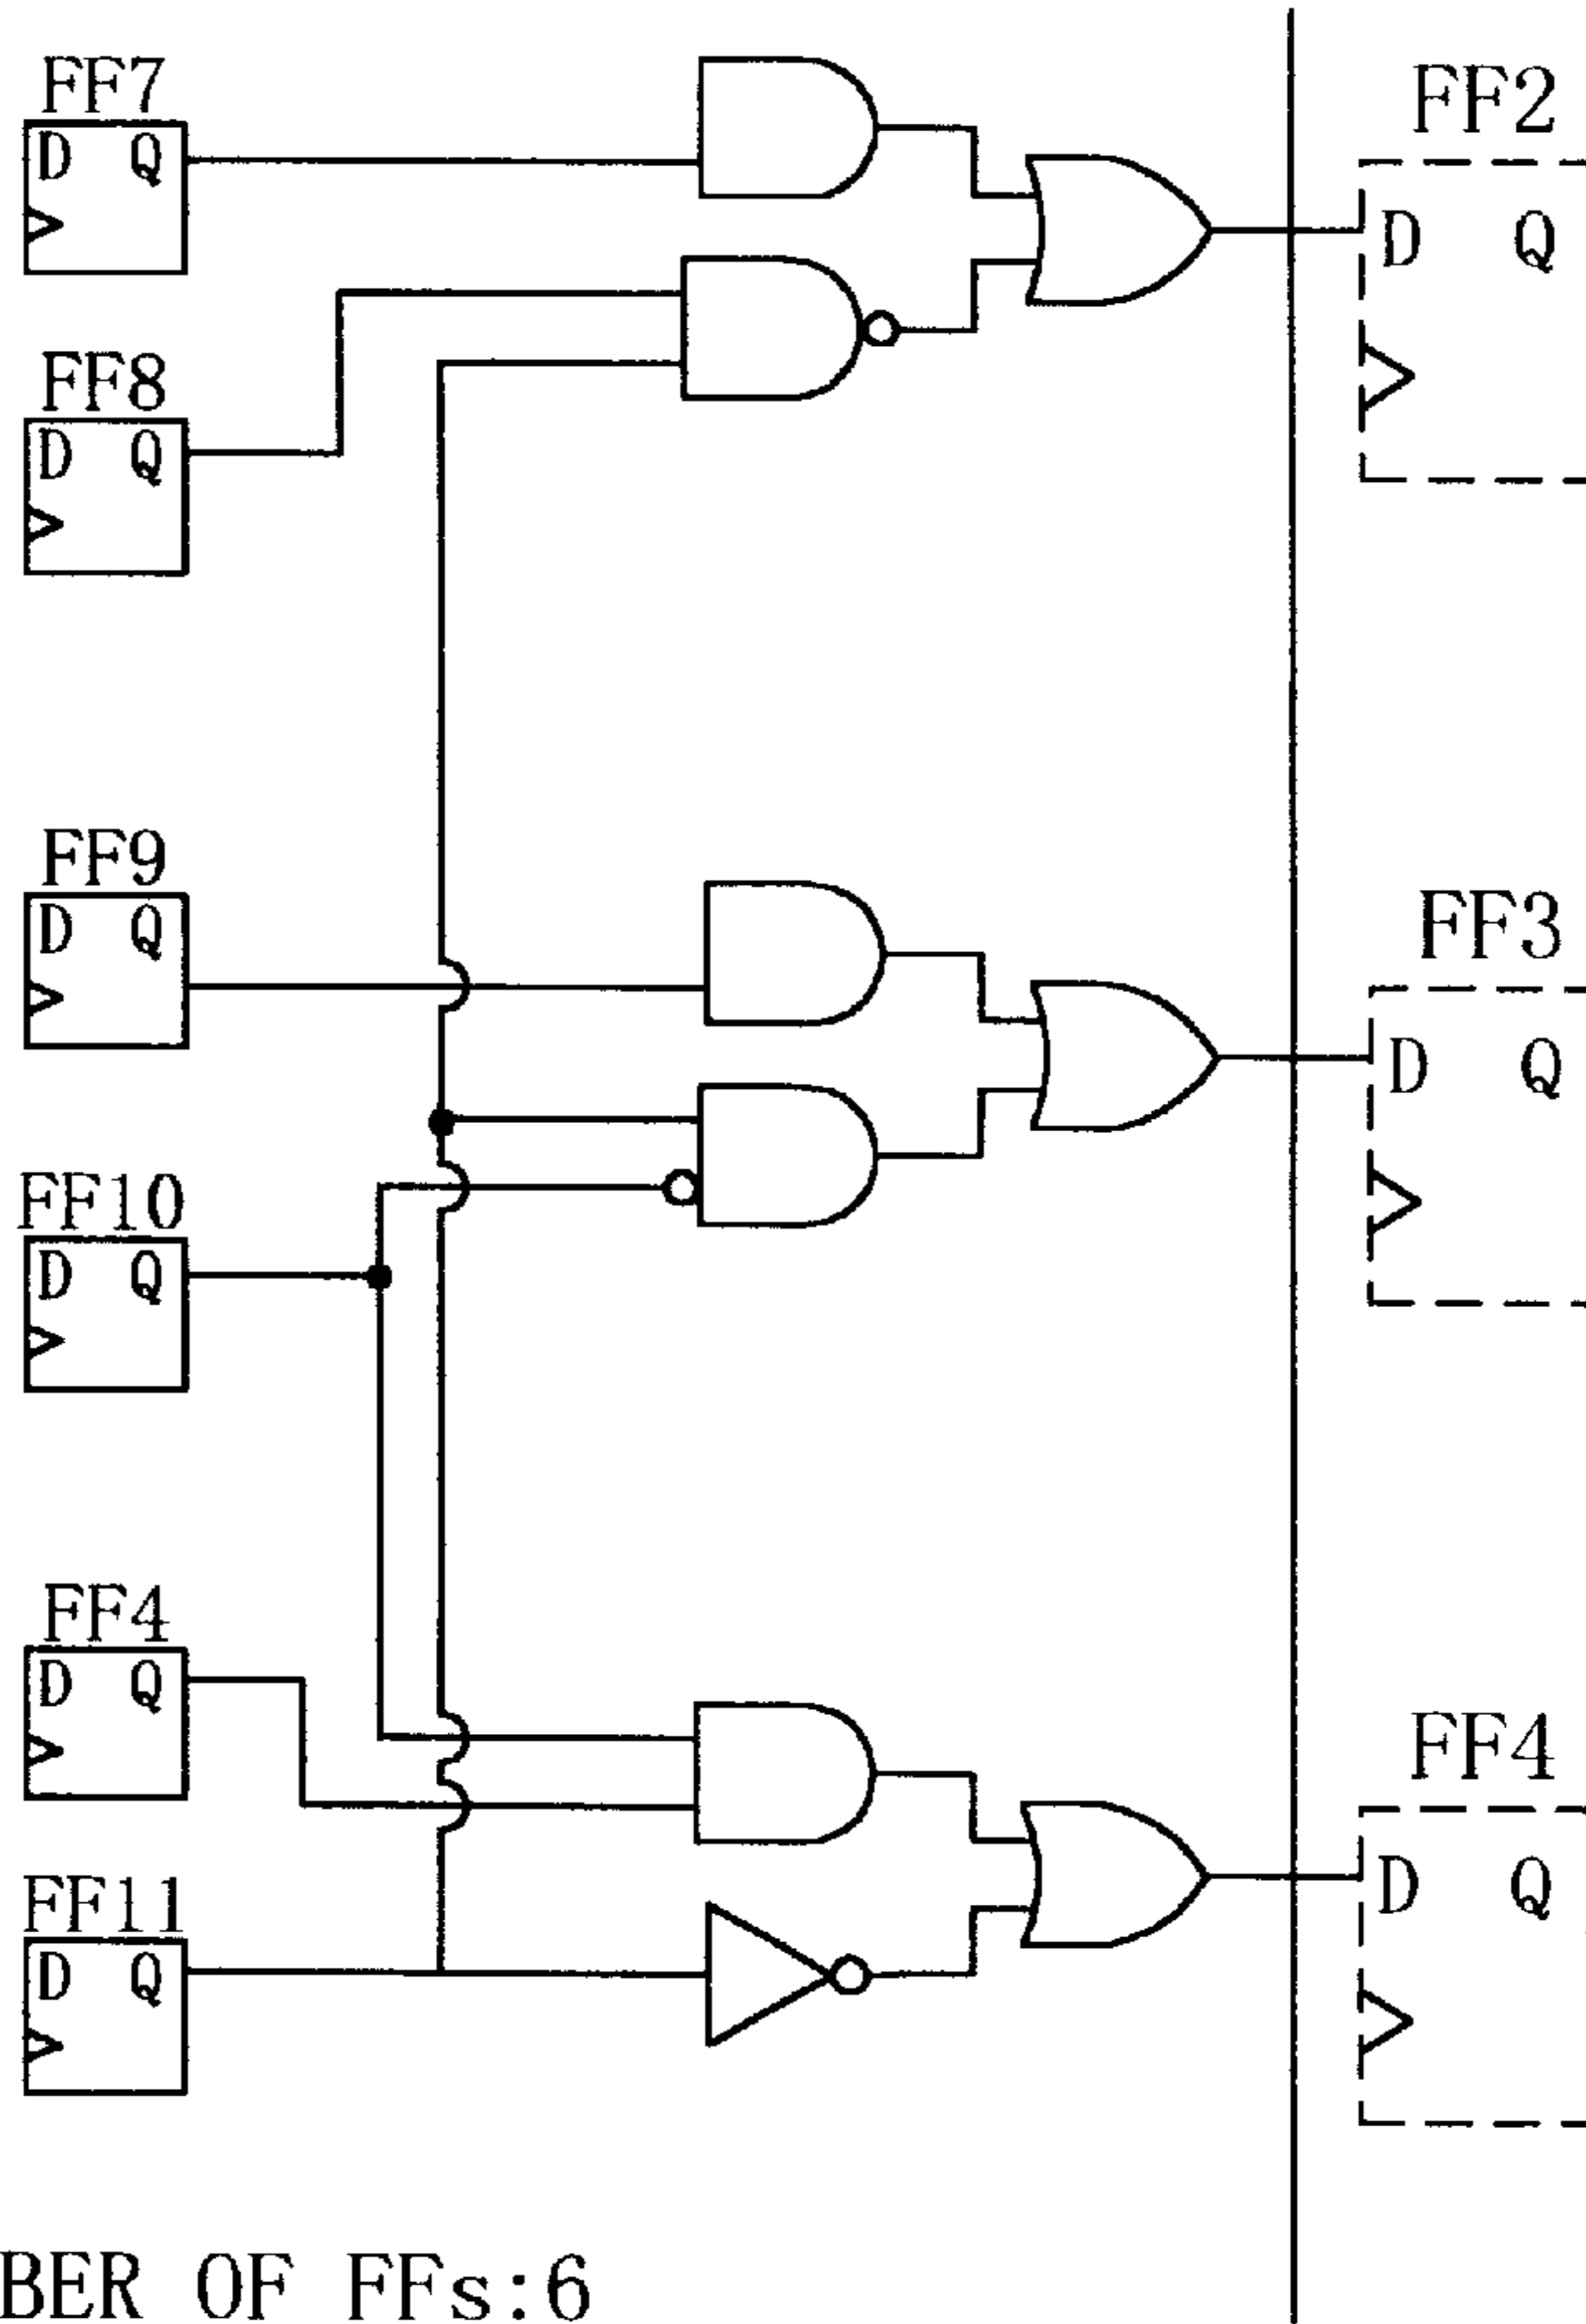 FF7
D Q
FF2
D Q
FF8
D Q
FF9
D Q
FF3
D Q
FF10
D Q
FF4
D Q
FF4
D Q
FF11
D Q
BER OF FFs:6